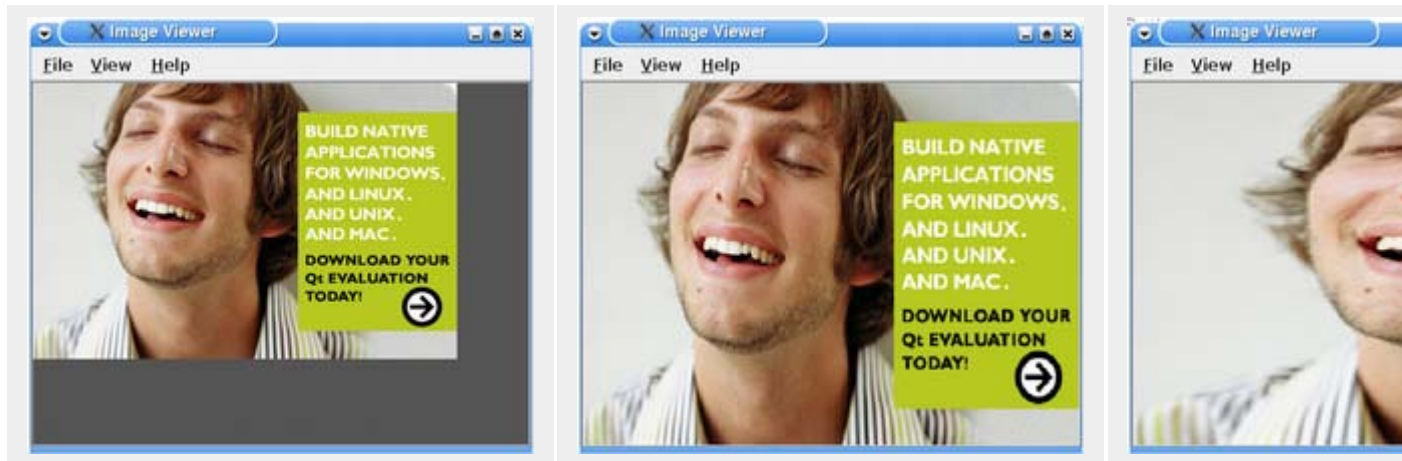 Image Viewer
File View Help
BUILD NATIVE
APPLICATIONS
FOR WINDOWS,
AND LINUX.
AND UNIX.
AND MAC.
DOWNLOAD YOUR
Qt EVALUATION
TODAY!
Image Viewer
File View Help
BUILD NATIVE
APPLICATIONS
FOR WINDOWS,
AND LINUX.
AND UNIX.
AND MAC.
DOWNLOAD YOUR
Qt EVALUATION
TODAY!
Image Viewer
File View Help